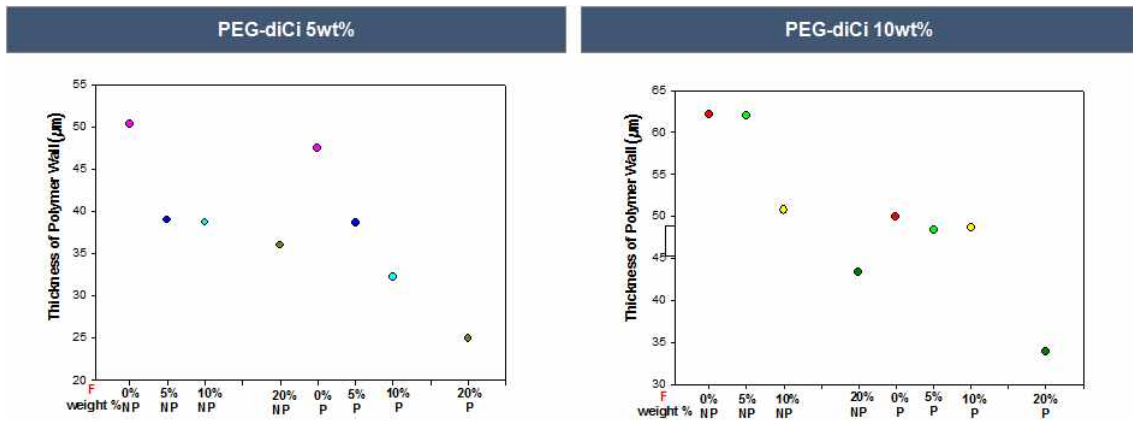 PEG-diCi 5wt%
PEG-diCi 10wt%
Thickness of Polymer Wall (µm)
55
50
45
40
35
30
25
20
F
weight %
0% 5% 10% 20% 0% 5% 10% 20%
NP NP NP NP P P P P
Thickness of Polymer Wall (µm)
65
60
55
50
45
40
35
30
F
weight %
0% 5% 10% 20% 0% 5% 10% 20%
NP NP NP NP P P P P